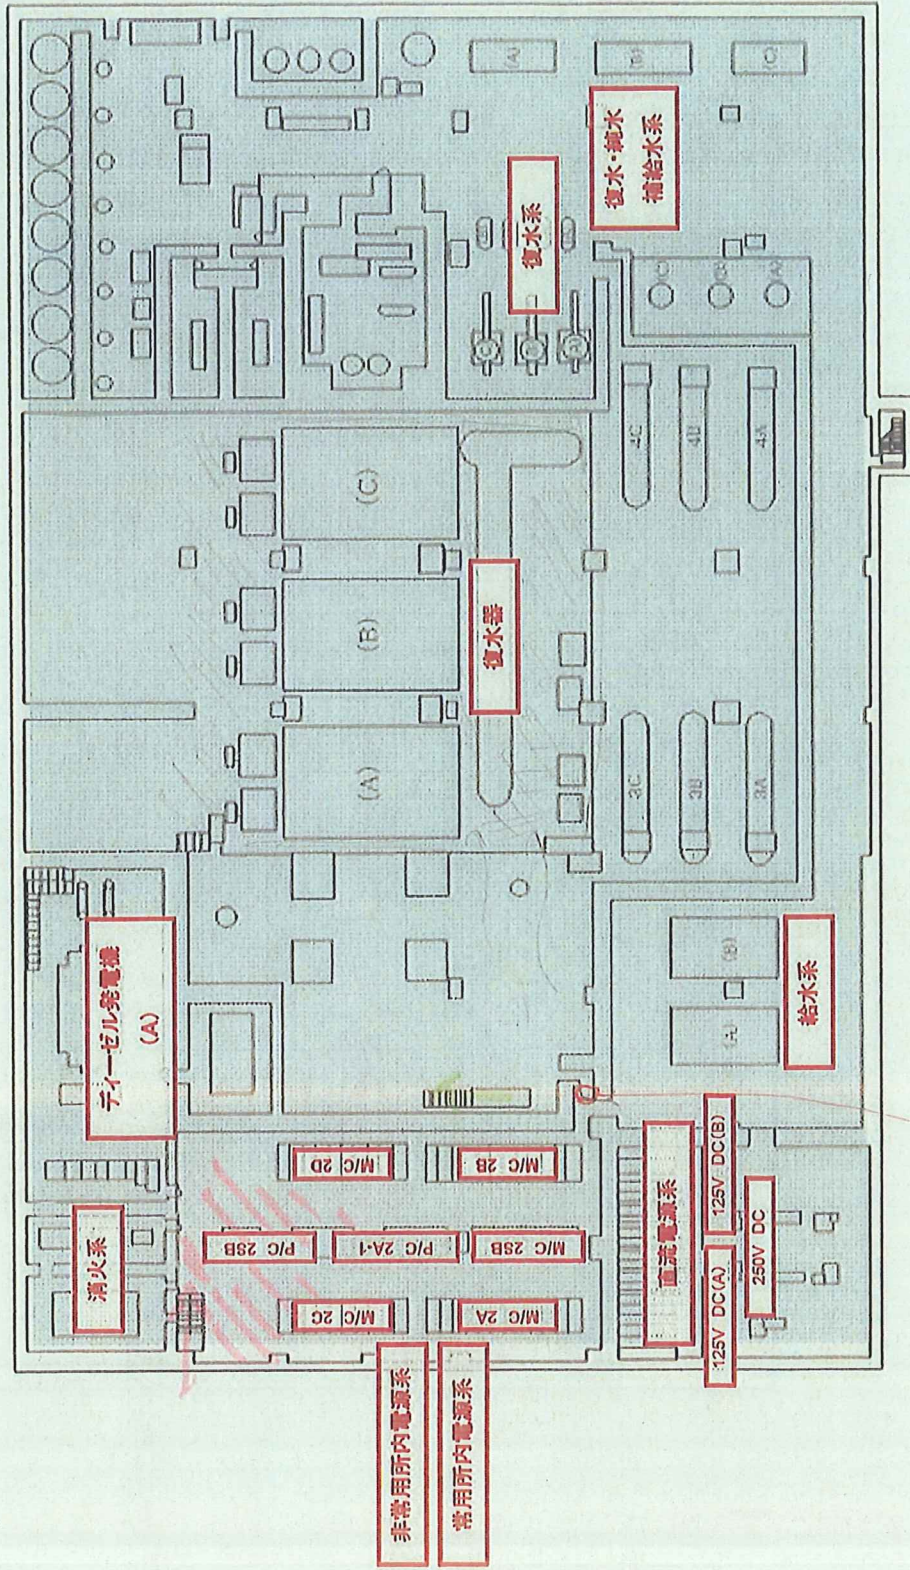 消火系
ディーゼル発電機
(A)
非常用所内電源系
常用所内電源系
M/C 2C
M/C 2A
P/C 2SB
P/C 2A-1
M/C 2SB
M/C 2D
M/C 2B
直流電源系
125V DC(A)
125V DC(B)
250V DC
給水系
(A)
(B)
復水器
(A)
(B)
(C)
3C
3B
3A
4C
4B
4A
復水系
復水・純水
補給水系
(C)
(B)
(A)
(A)
(B)
(C)